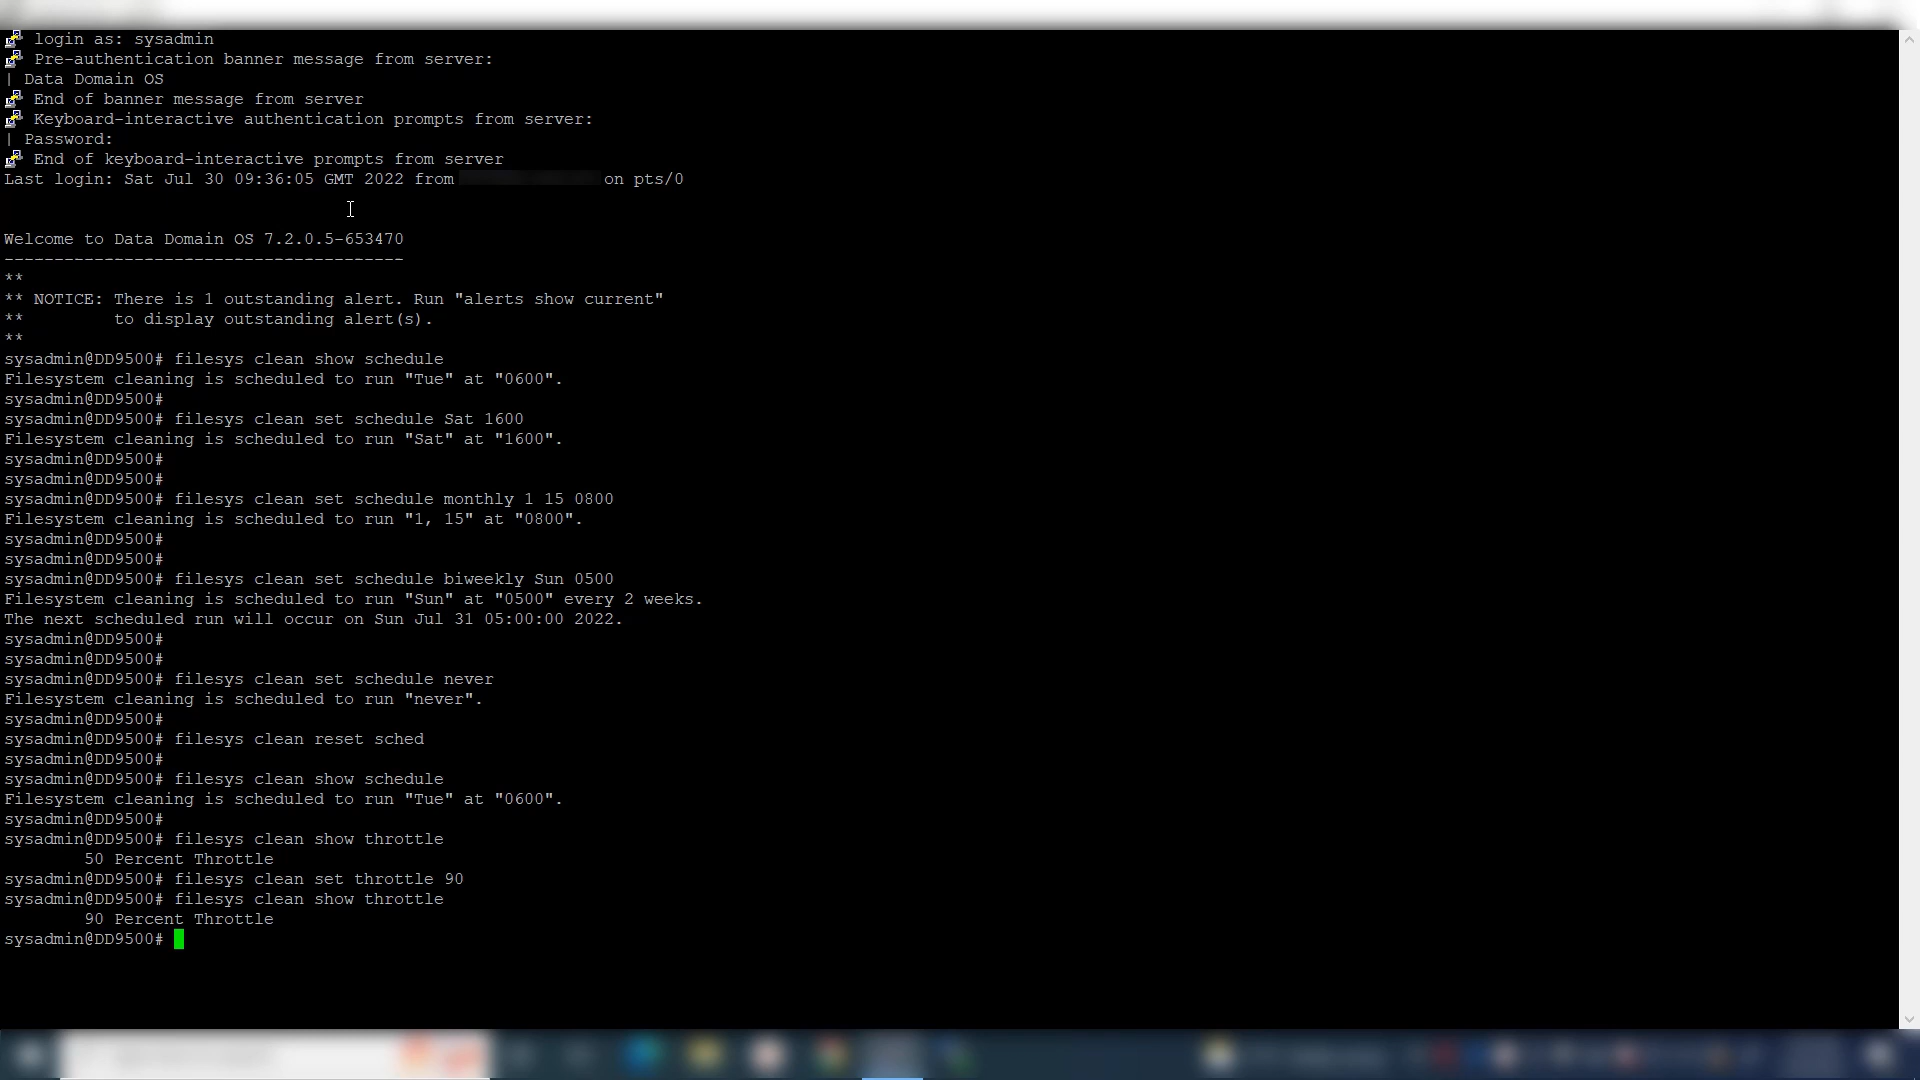 login as: sysadmin
Pre-authentication banner message from server:
| Data Domain OS
End of banner message from server
Keyboard-interactive authentication prompts from server:
| Password:
End of keyboard-interactive prompts from server
Last login: Sat Jul 30 09:36:05 GMT 2022 from on pts/0
Welcome to Data Domain OS 7.2.0.5-653470
----------------------------------------
**
** NOTICE: There is 1 outstanding alert. Run "alerts show current"
**         to display outstanding alert(s).
**
sysadmin@DD9500# filesys clean show schedule
Filesystem cleaning is scheduled to run "Tue" at "0600".
sysadmin@DD9500#
sysadmin@DD9500# filesys clean set schedule Sat 1600
Filesystem cleaning is scheduled to run "Sat" at "1600".
sysadmin@DD9500#
sysadmin@DD9500#
sysadmin@DD9500# filesys clean set schedule monthly 1 15 0800
Filesystem cleaning is scheduled to run "1, 15" at "0800".
sysadmin@DD9500#
sysadmin@DD9500#
sysadmin@DD9500# filesys clean set schedule biweekly Sun 0500
Filesystem cleaning is scheduled to run "Sun" at "0500" every 2 weeks.
The next scheduled run will occur on Sun Jul 31 05:00:00 2022.
sysadmin@DD9500#
sysadmin@DD9500#
sysadmin@DD9500# filesys clean set schedule never
Filesystem cleaning is scheduled to run "never".
sysadmin@DD9500#
sysadmin@DD9500# filesys clean reset sched
sysadmin@DD9500#
sysadmin@DD9500# filesys clean show schedule
Filesystem cleaning is scheduled to run "Tue" at "0600".
sysadmin@DD9500#
sysadmin@DD9500# filesys clean show throttle
        50 Percent Throttle
sysadmin@DD9500# filesys clean set throttle 90
sysadmin@DD9500# filesys clean show throttle
        90 Percent Throttle
sysadmin@DD9500#